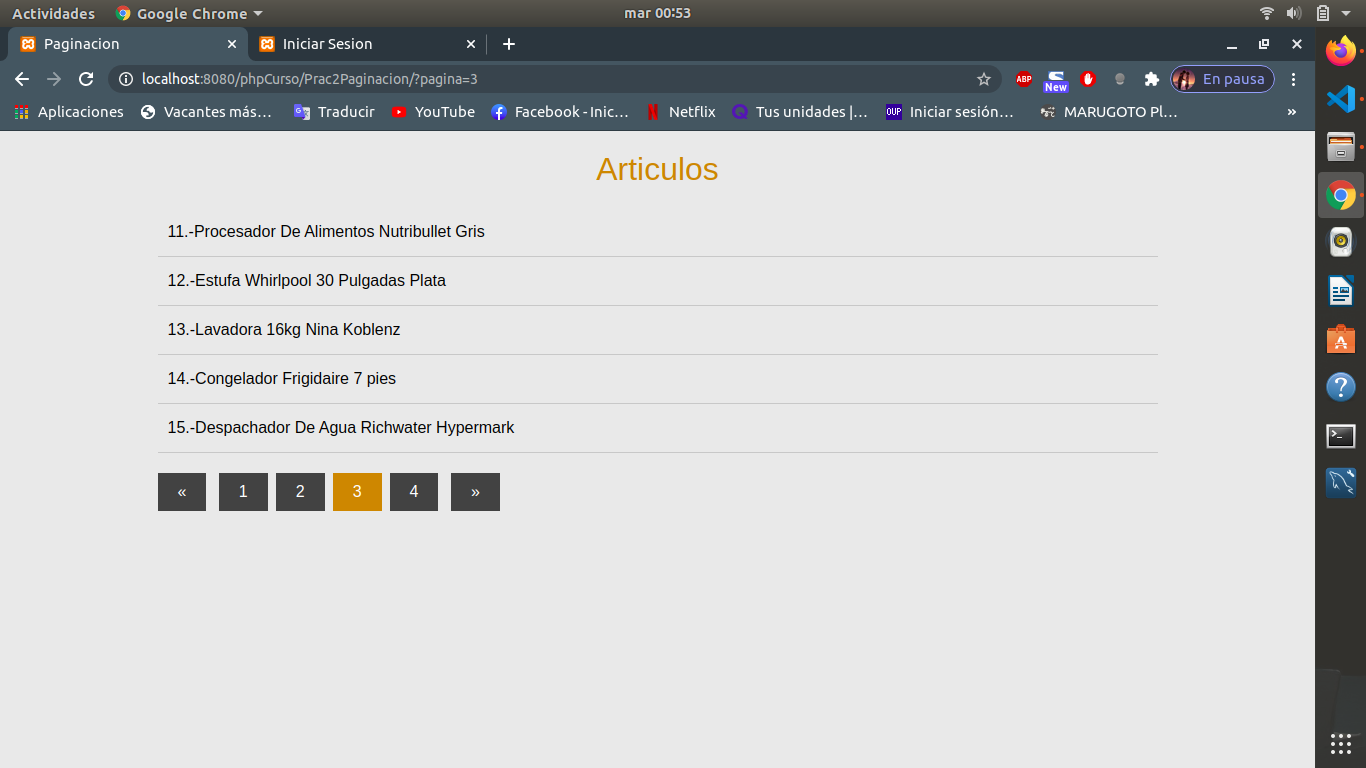 Actividades Google Chrome mar 00:53
Paginacion Iniciar Sesion
localhost:8080/phpCurso/Prac2Paginacion/?pagina=3 ABP New En pausa
Aplicaciones Vacantes más… Traducir YouTube Facebook - Inic… Netflix Tus unidades |… OUP Iniciar sesión… MARUGOTO Pl… »
Articulos
11.-Procesador De Alimentos Nutribullet Gris
12.-Estufa Whirlpool 30 Pulgadas Plata
13.-Lavadora 16kg Nina Koblenz
14.-Congelador Frigidaire 7 pies
15.-Despachador De Agua Richwater Hypermark
« 1 2 3 4 »